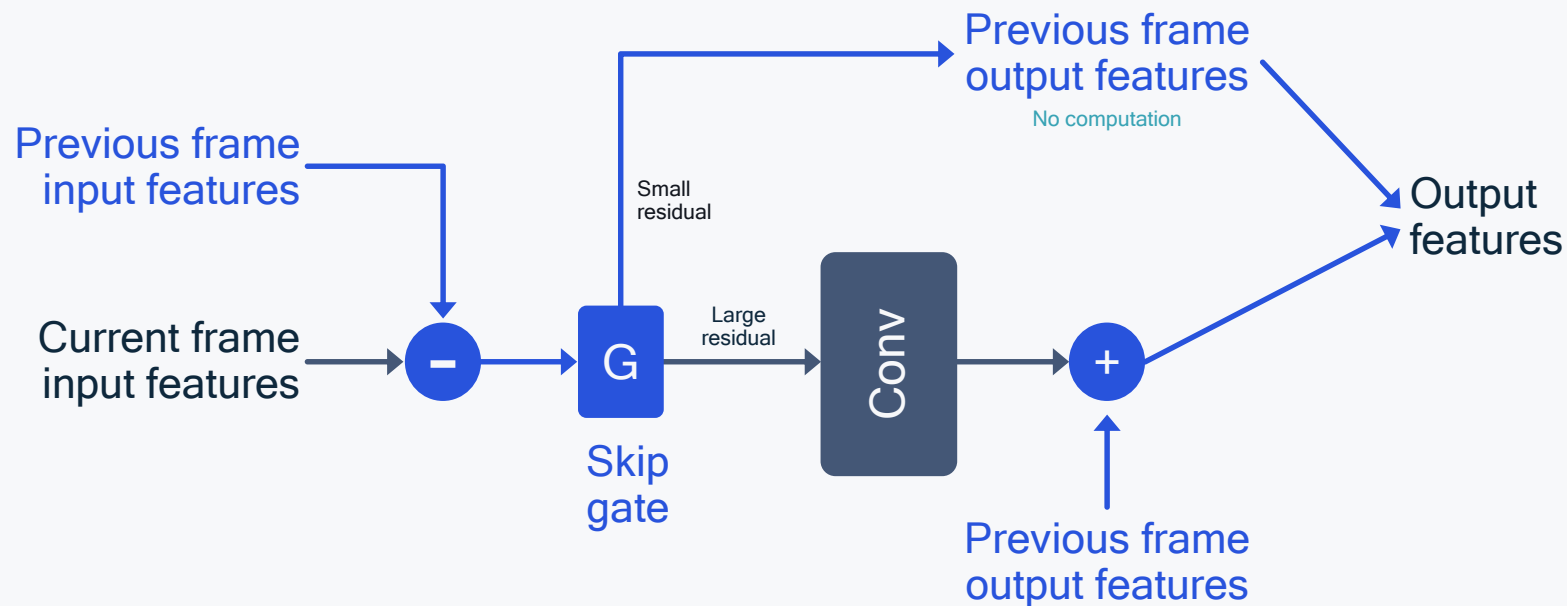 Previous frame
output features
No computation
Previous frame
input features
Small
residual
Output
features
Current frame
input features
-
G
Large
residual
Conv
+
Skip
gate
Previous frame
output features